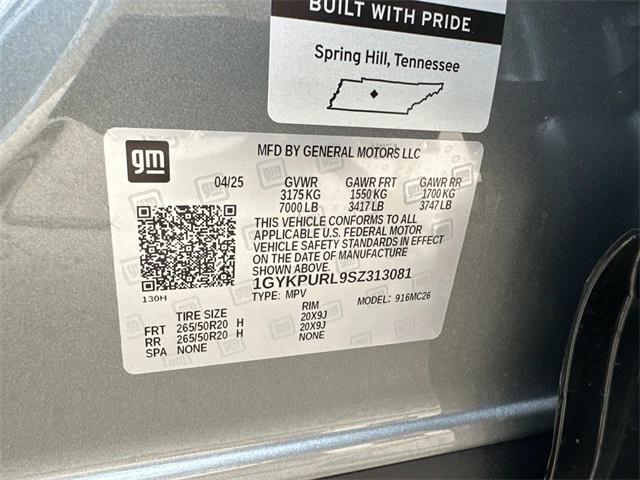 BUILT WITH PRIDE
Spring Hill, Tennessee
gm
MFD BY GENERAL MOTORS LLC
04/25 GVWR GAWR FRT GAWR RR
3175 KG 1550 KG 1700 KG
7000 LB 3417 LB 3747 LB
THIS VEHICLE CONFORMS TO ALL
APPLICABLE U.S. FEDERAL MOTOR
VEHICLE SAFETY STANDARDS IN EFFECT
ON THE DATE OF MANUFACTURE
SHOWN ABOVE.
1GYKPURL9SZ313081
130H TYPE: MPV MODEL: 916MC26
TIRE SIZE RIM
FRT 265/50R20 H 20X9J
RR 265/50R20 H 20X9J
SPA NONE NONE